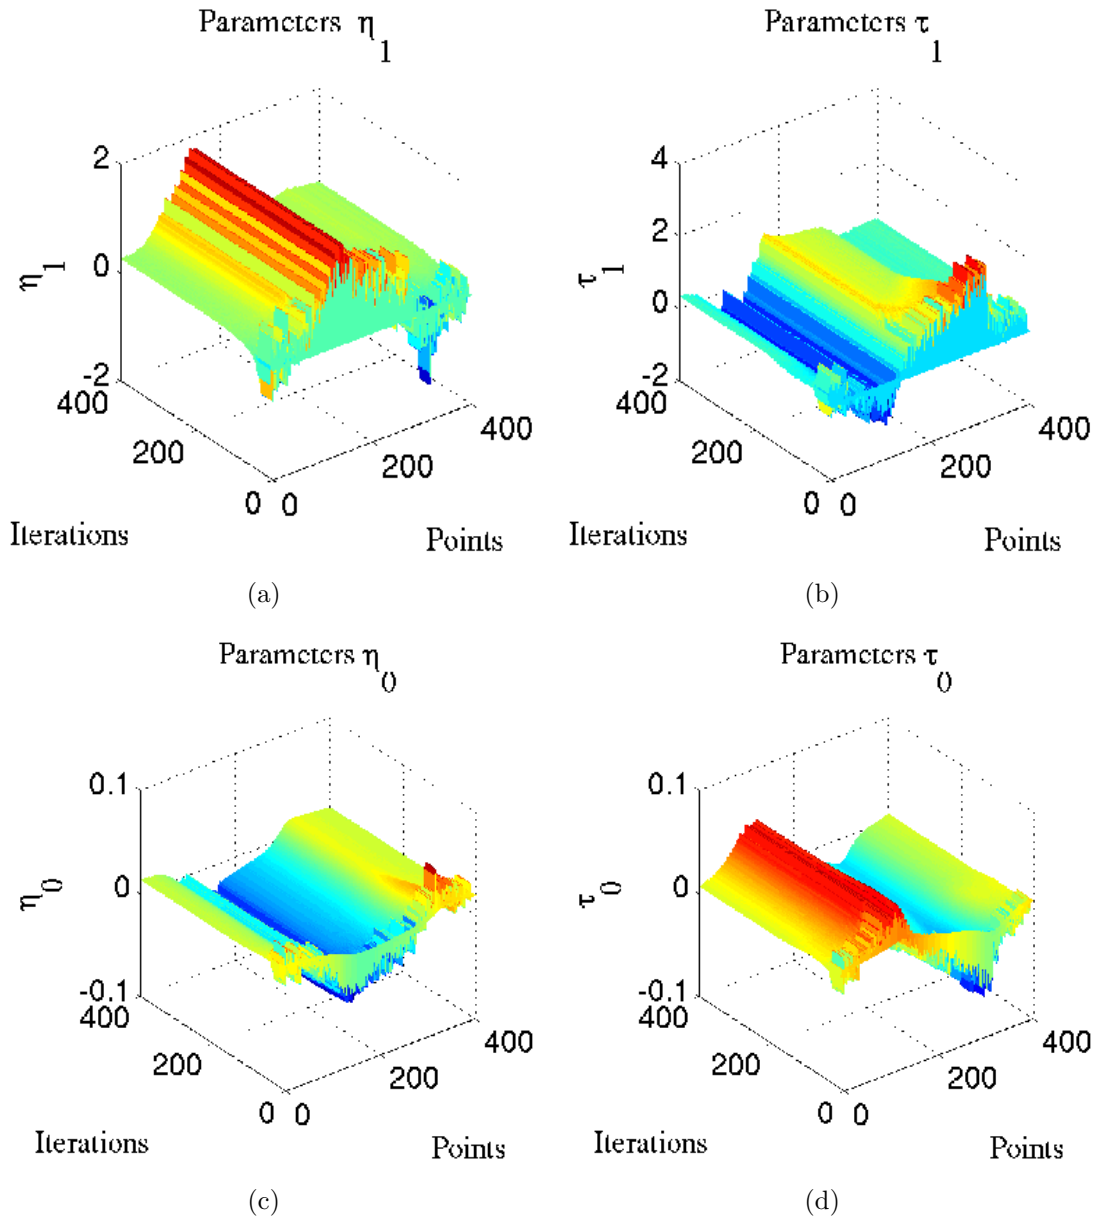 Parameters η1
Parameters τ1
2
0
-2
η1
400
200
0
0
200
400
Iterations
Points
4
2
0
-2
τ1
400
200
0
0
200
400
Iterations
Points
(a)
(b)
Parameters η0
Parameters τ0
0.1
0
-0.1
η0
400
200
0
0
200
400
Iterations
Points
0.1
0
-0.1
τ0
400
200
0
0
200
400
Iterations
Points
(c)
(d)